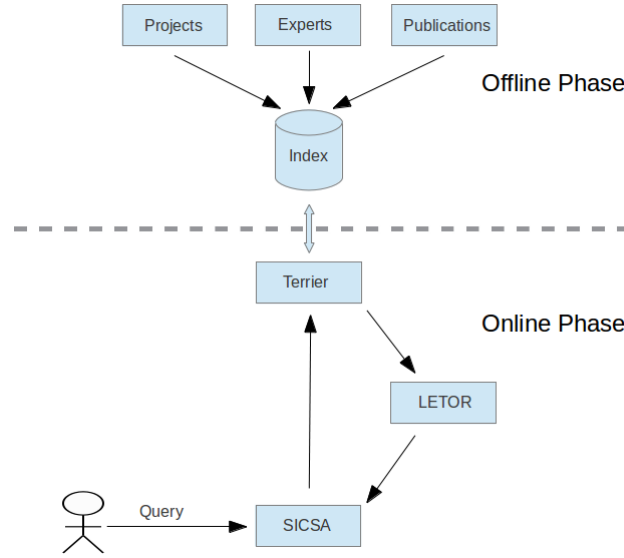 Projects
Experts
Publications
Offline Phase
Index
Terrier
Online Phase
LETOR
Query
SICSA